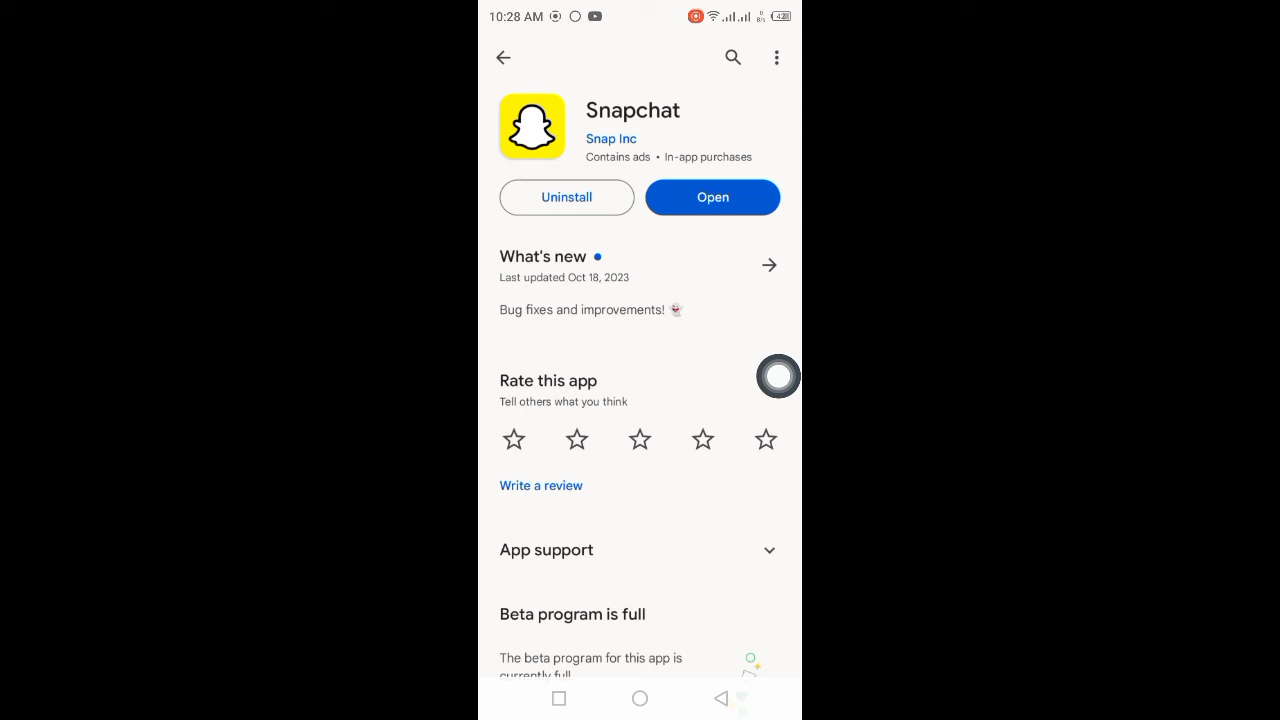 10:28 AM
Snapchat
Snap Inc
Contains ads • In-app purchases
Uninstall
Open
What's new
Last updated Oct 18, 2023
Bug fixes and improvements! 👻
Rate this app
Tell others what you think
Write a review
App support
Beta program is full
The beta program for this app is
currently full